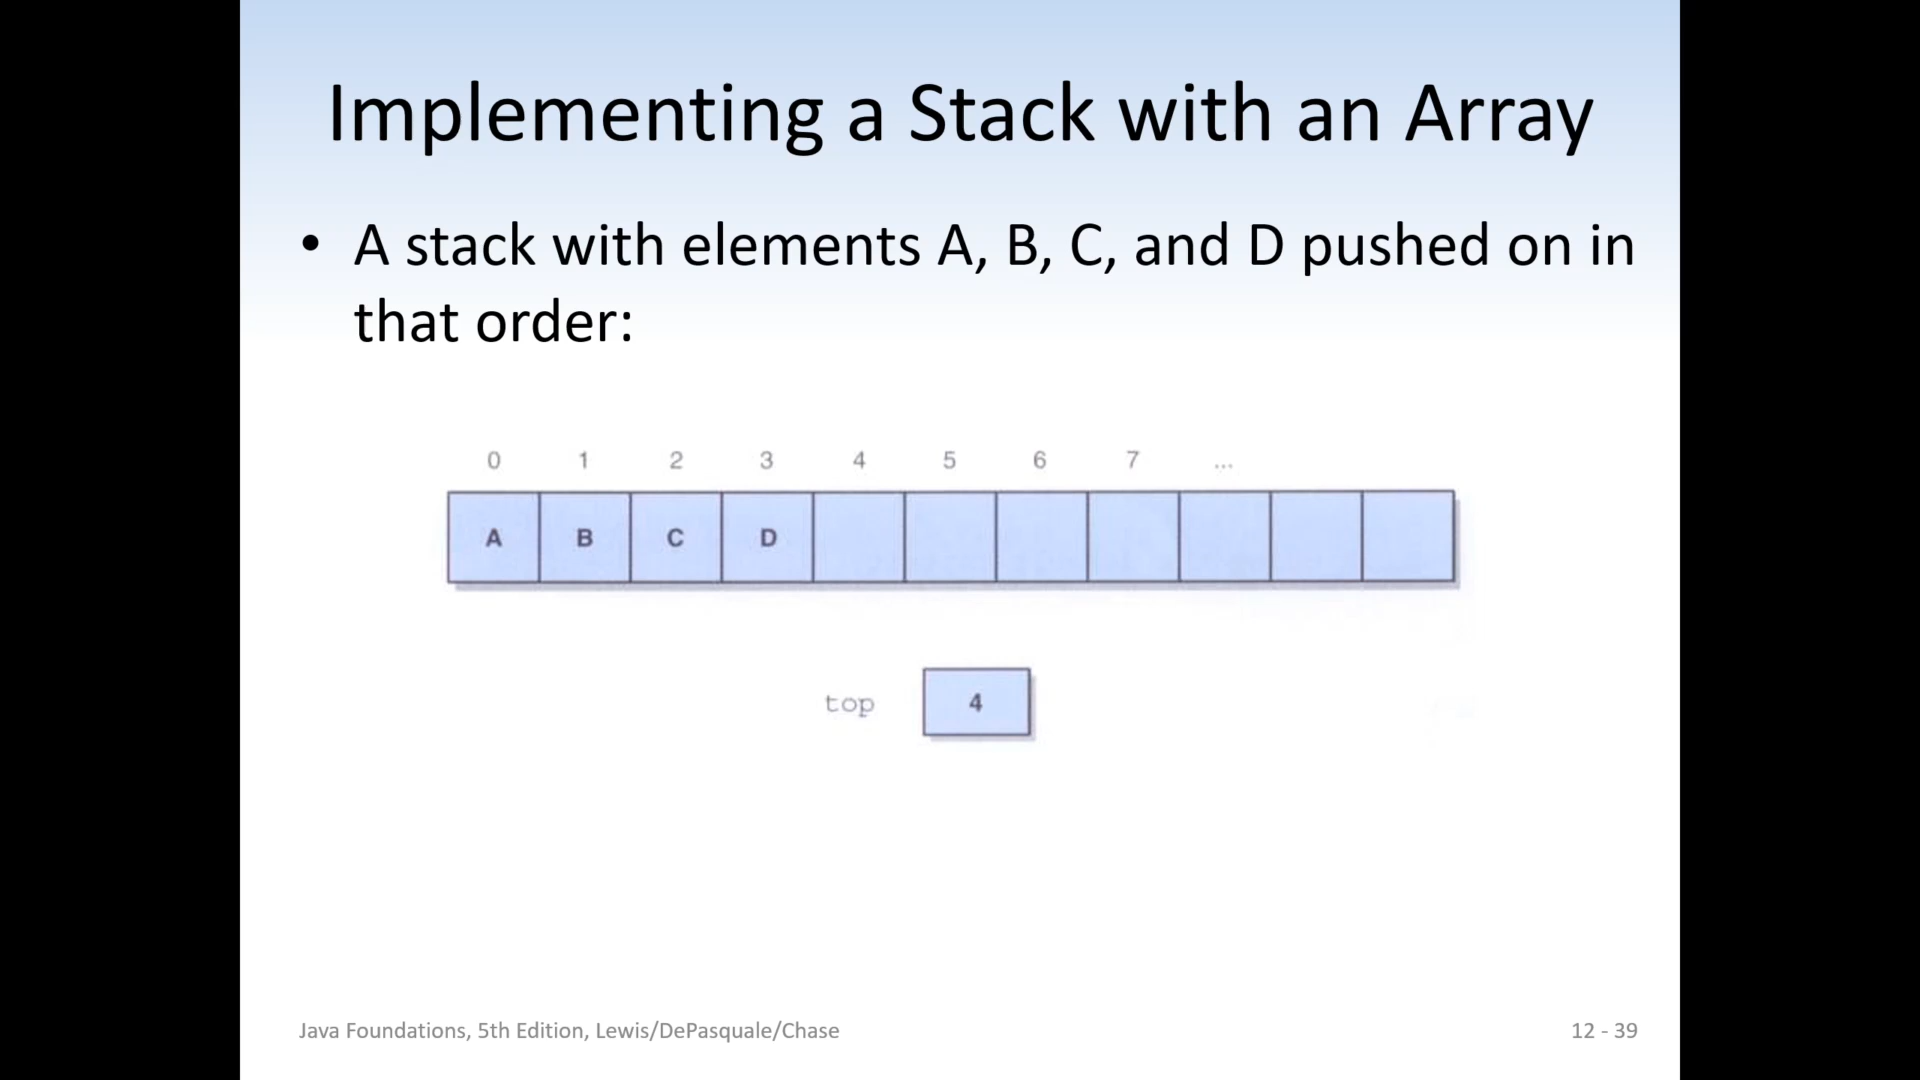 Implementing a Stack with an Array
• A stack with elements A, B, C, and D pushed on in
that order:
0 1 2 3 4 5 6 7 ...
A B C D
top 4
Java Foundations, 5th Edition, Lewis/DePasquale/Chase
12 - 39